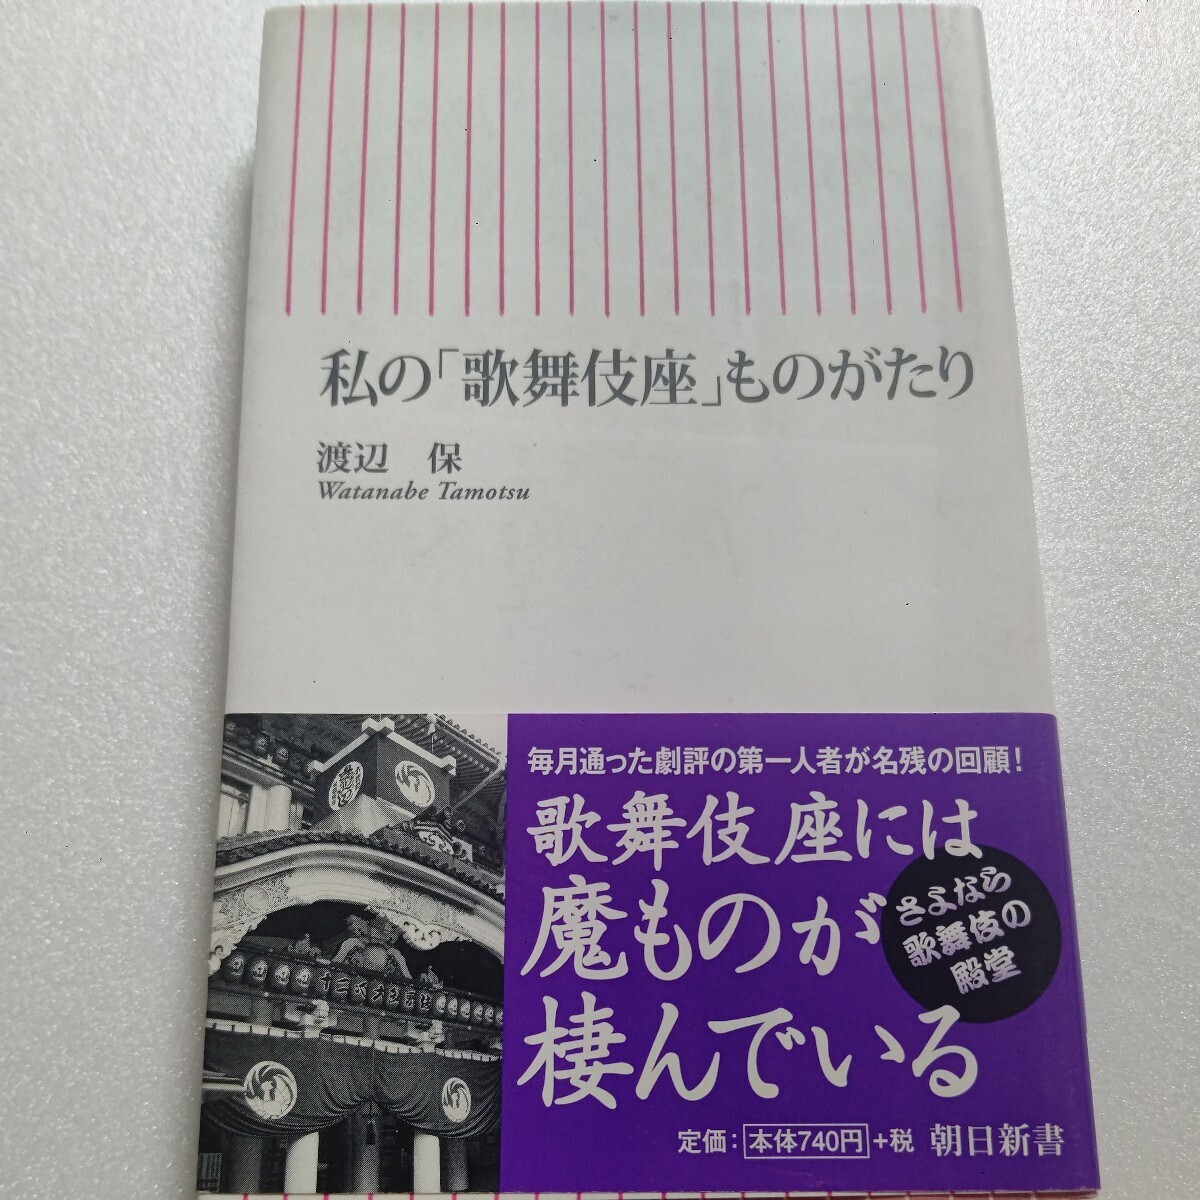 私の「歌舞伎座」ものがたり
渡辺 保
Watanabe Tamotsu
毎月通った劇評の第一人者が名残の回顧!
歌舞伎座には
魔ものが
棲んでいる
さよなら
歌舞伎の
殿堂
定価:本体740円+税 朝日新書